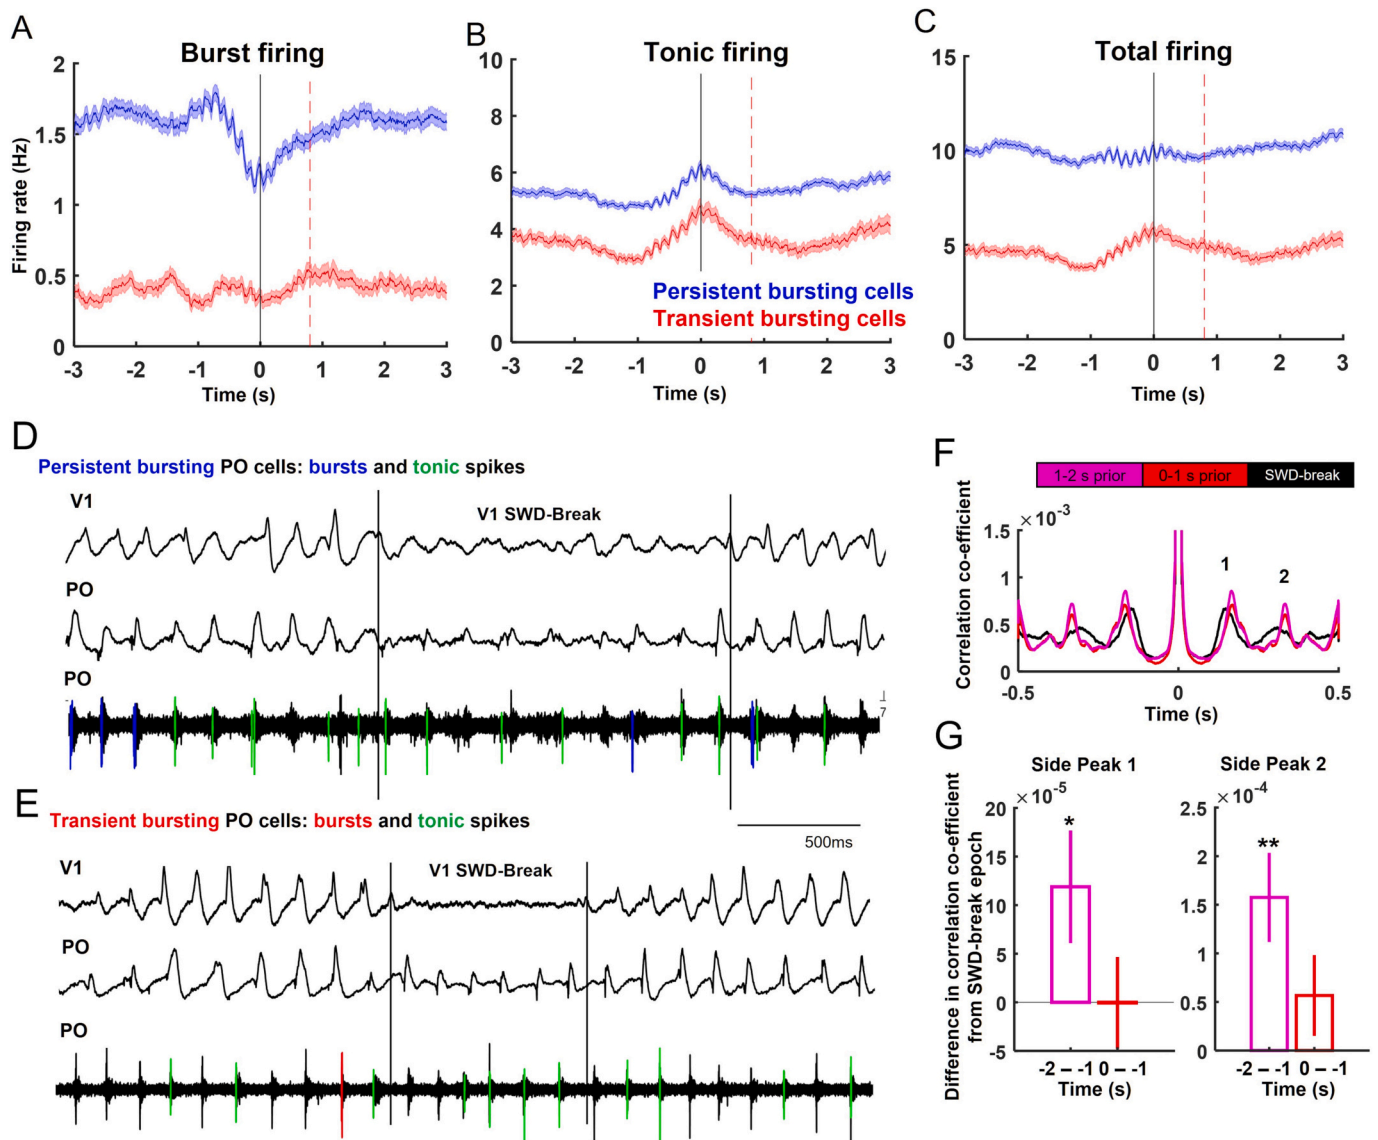 A
Burst firing
Firing rate (Hz)
2
1.5
1
0.5
0
-3 -2 -1 0 1 2 3
Time (s)
B
Tonic firing
10
8
6
4
2
0
Persistent bursting cells
Transient bursting cells
-3 -2 -1 0 1 2 3
Time (s)
C
Total firing
15
10
5
0
-3 -2 -1 0 1 2 3
Time (s)
D
Persistent bursting PO cells: bursts and tonic spikes
V1
V1 SWD-Break
PO
PO
7
E
Transient bursting PO cells: bursts and tonic spikes
500ms
V1
V1 SWD-Break
PO
PO
F
1-2 s prior 0-1 s prior SWD-break
×10⁻³
Correlation co-efficient
1.5
1
0.5
0
1
2
-0.5 0 0.5
Time (s)
G
Difference in correlation co-efficient
from SWD-break epoch
Side Peak 1
×10⁻⁵
20
15
10
5
0
-5
*
-2 – -1 0 – -1
Time (s)
Side Peak 2
×10⁻⁴
2.5
2
1.5
1
0.5
0
**
-2 – -1 0 – -1
Time (s)